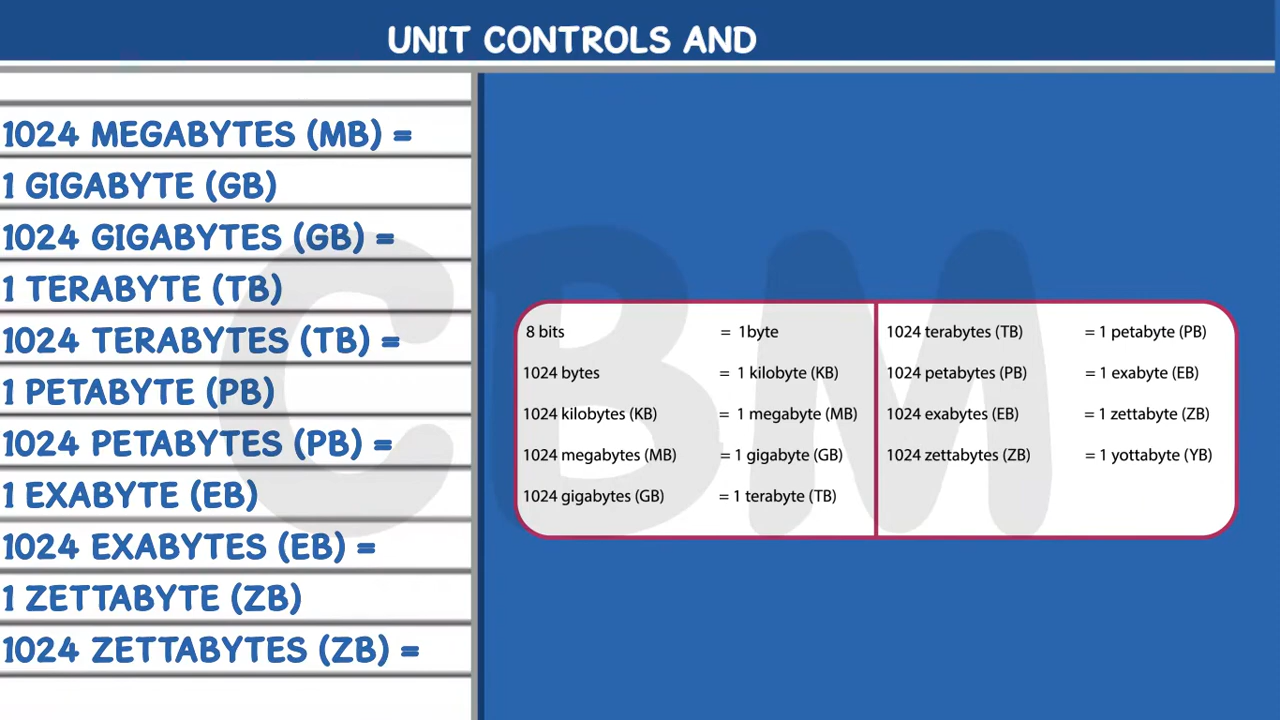 UNIT CONTROLS AND
1024 MEGABYTES (MB) =
1 GIGABYTE (GB)
1024 GIGABYTES (GB) =
1 TERABYTE (TB)
1024 TERABYTES (TB) =
1 PETABYTE (PB)
1024 PETABYTES (PB) =
1 EXABYTE (EB)
1024 EXABYTES (EB) =
1 ZETTABYTE (ZB)
1024 ZETTABYTES (ZB) =
8 bits = 1byte
1024 bytes = 1 kilobyte (KB)
1024 kilobytes (KB) = 1 megabyte (MB)
1024 megabytes (MB) = 1 gigabyte (GB)
1024 gigabytes (GB) = 1 terabyte (TB)
1024 terabytes (TB) = 1 petabyte (PB)
1024 petabytes (PB) = 1 exabyte (EB)
1024 exabytes (EB) = 1 zettabyte (ZB)
1024 zettabytes (ZB) = 1 yottabyte (YB)
CBM